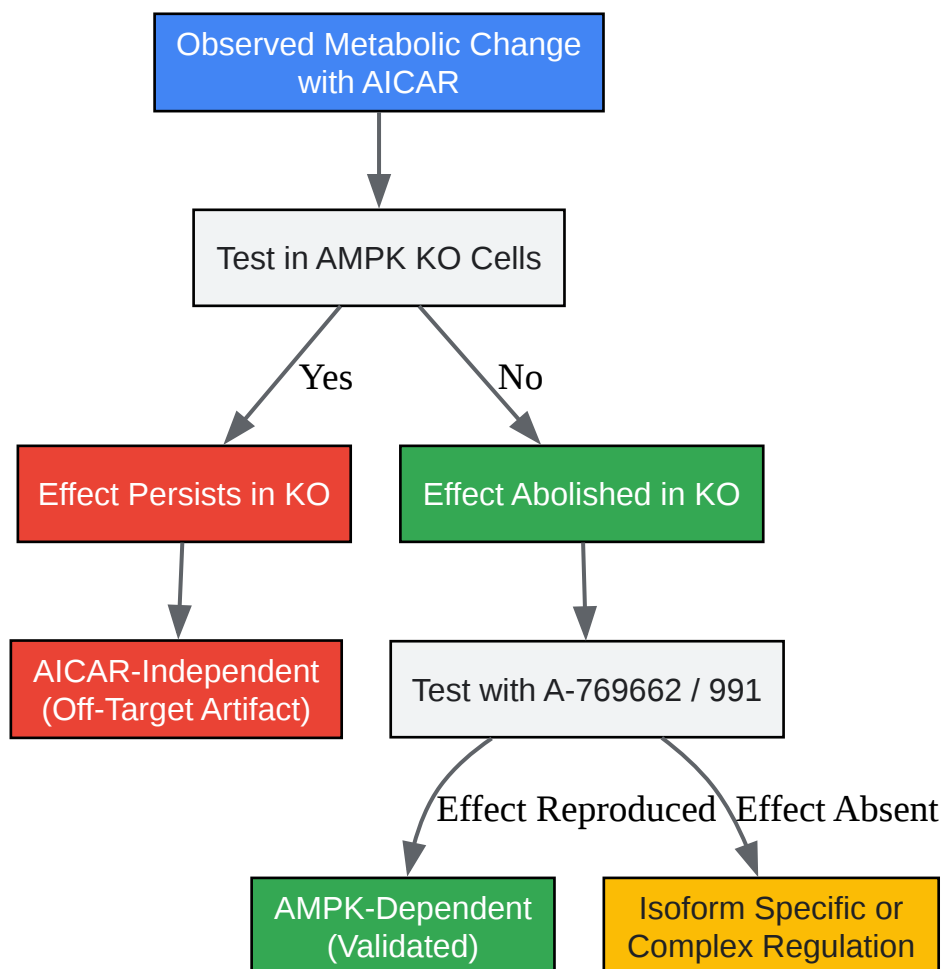 Observed Metabolic Change
with AICAR
Test in AMPK KO Cells
Yes
No
Effect Persists in KO
Effect Abolished in KO
AICAR-Independent
(Off-Target Artifact)
Test with A-769662 / 991
Effect Reproduced
Effect Absent
AMPK-Dependent
(Validated)
Isoform Specific or
Complex Regulation